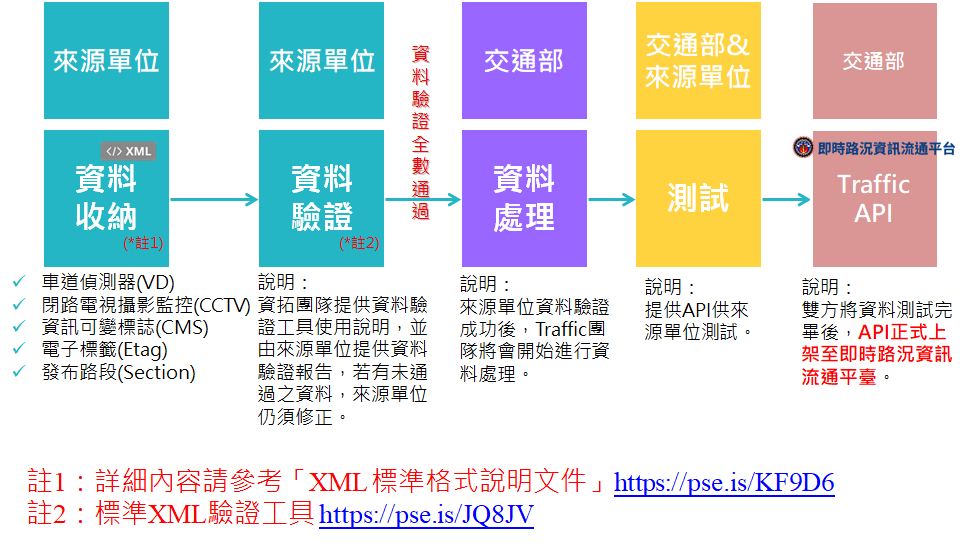 來源單位
來源單位
資料驗證全數通過
交通部
交通部&
來源單位
交通部
</> XML
資料
收納
(*註1)
資料
驗證
(*註2)
資料
處理
測試
即時路況資訊流通平台
Traffic
API
✓ 車道偵測器(VD)
✓ 閉路電視攝影監控(CCTV)
✓ 資訊可變標誌(CMS)
✓ 電子標籤(Etag)
✓ 發布路段(Section)
說明：
資拓團隊提供資料驗
證工具使用說明，並
由來源單位提供資料
驗證報告，若有未通
過之資料，來源單位
仍須修正。
說明：
來源單位資料驗證
成功後，Traffic團
隊將會開始進行資
料處理。
說明：
提供API供來
源單位測試。
說明：
雙方將資料測試完
畢後，API正式上
架至即時路況資訊
流通平臺。
註1：詳細內容請參考「XML 標準格式說明文件」https://pse.is/KF9D6
註2：標準XML驗證工具 https://pse.is/JQ8JV